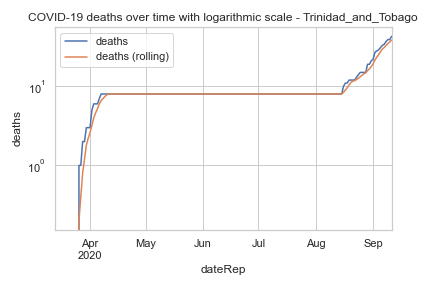 COVID-19 deaths over time with logarithmic scale - Trinidad_and_Tobago
deaths
deaths (rolling)
10¹
10⁰
deaths
Apr
2020
May
Jun
Jul
Aug
Sep
dateRep